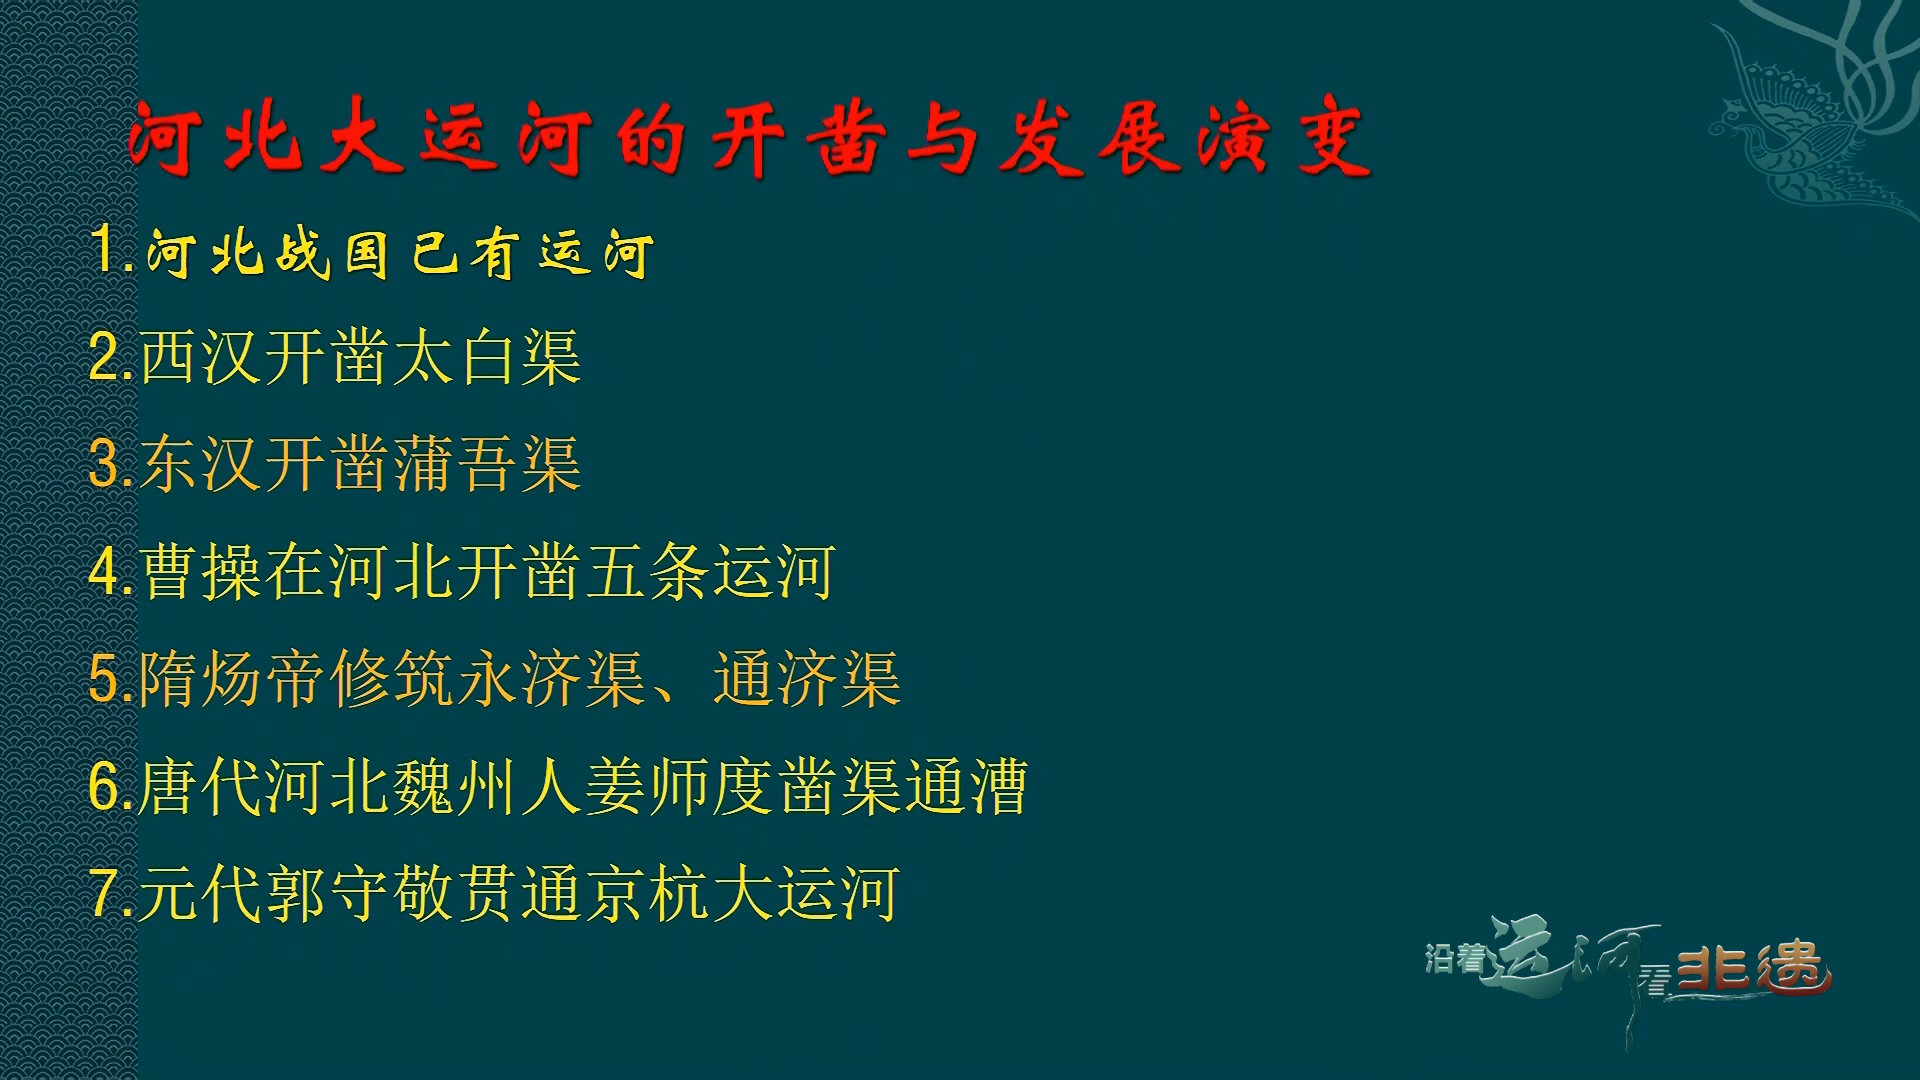 河北大运河的开凿与发展演变
1.河北战国已有运河
2.西汉开凿太白渠
3.东汉开凿蒲吾渠
4.曹操在河北开凿五条运河
5.隋炀帝修筑永济渠、通济渠
6.唐代河北魏州人姜师度凿渠通漕
7.元代郭守敬贯通京杭大运河
沿着运河看非遗